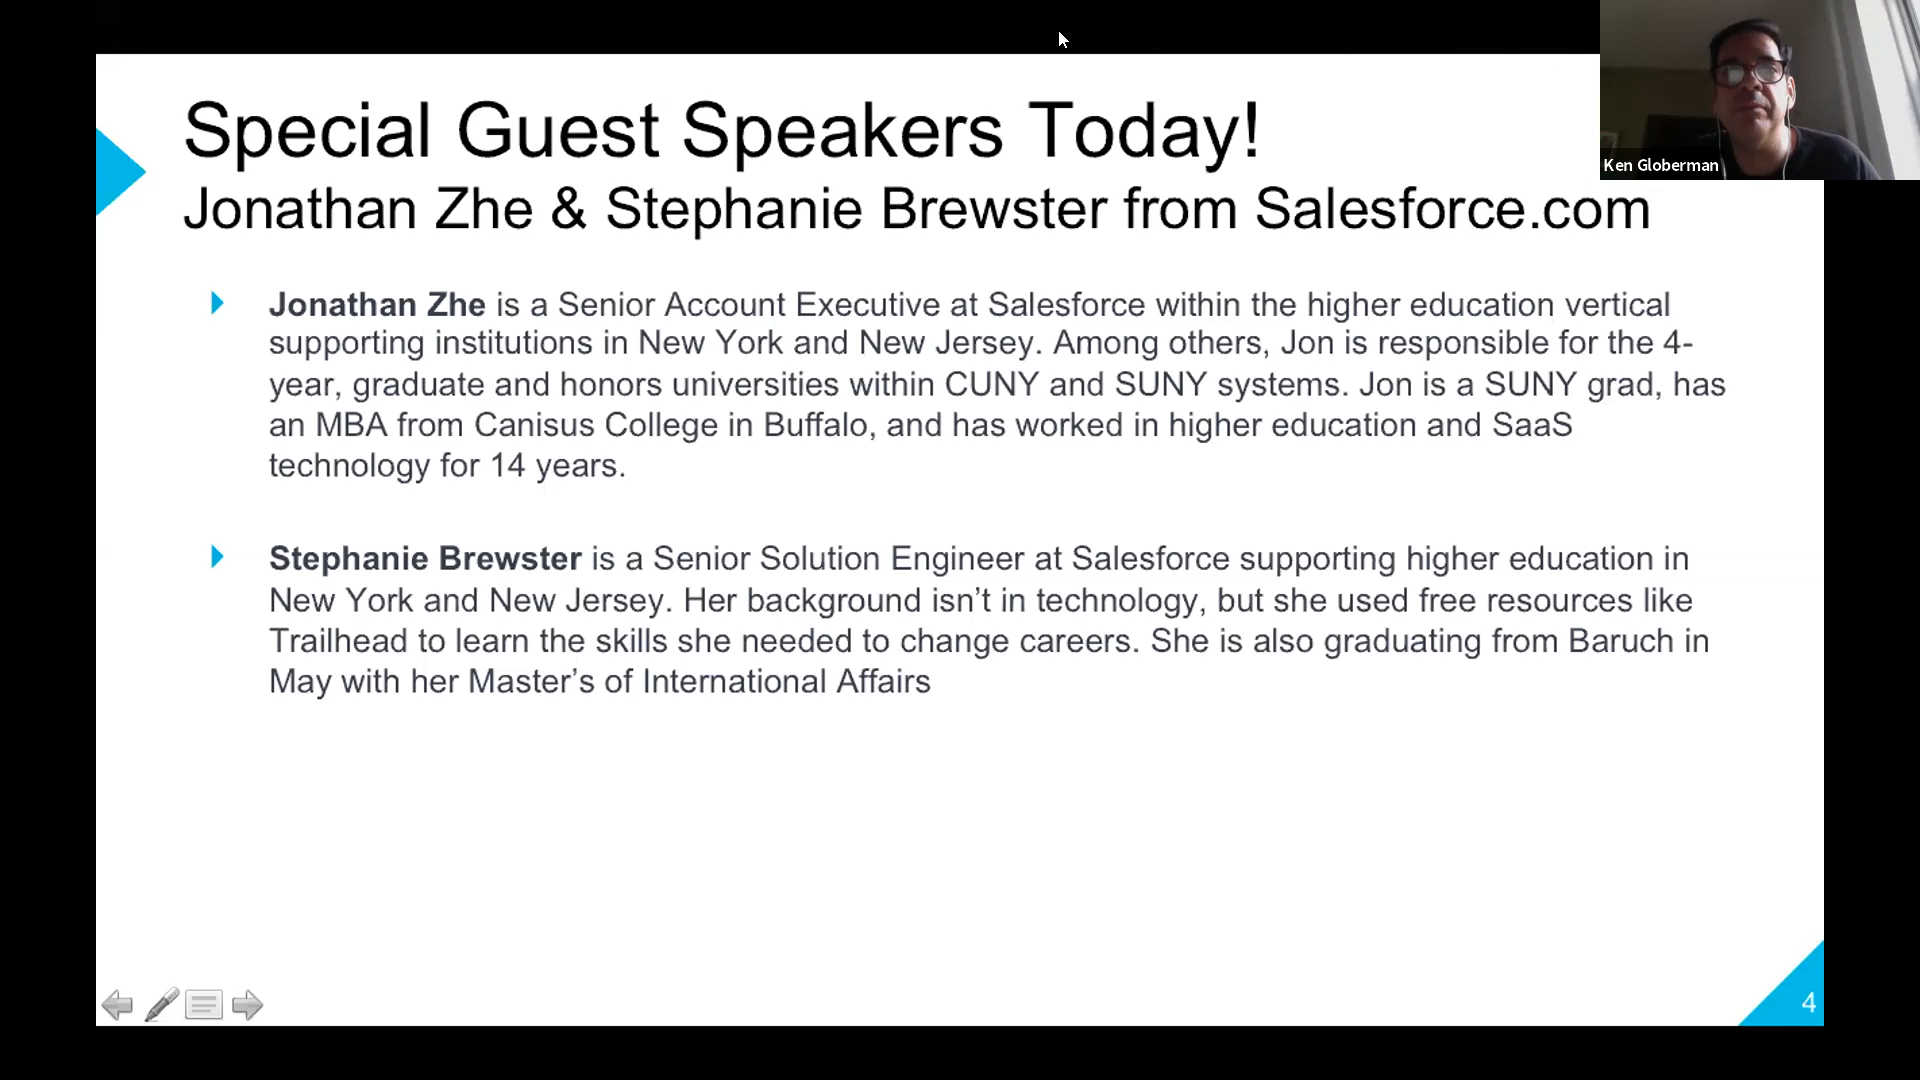 Special Guest Speakers Today!
Jonathan Zhe & Stephanie Brewster from Salesforce.com
Ken Globerman
Jonathan Zhe is a Senior Account Executive at Salesforce within the higher education vertical
supporting institutions in New York and New Jersey. Among others, Jon is responsible for the 4-
year, graduate and honors universities within CUNY and SUNY systems. Jon is a SUNY grad, has
an MBA from Canisus College in Buffalo, and has worked in higher education and SaaS
technology for 14 years.
Stephanie Brewster is a Senior Solution Engineer at Salesforce supporting higher education in
New York and New Jersey. Her background isn’t in technology, but she used free resources like
Trailhead to learn the skills she needed to change careers. She is also graduating from Baruch in
May with her Master’s of International Affairs
4